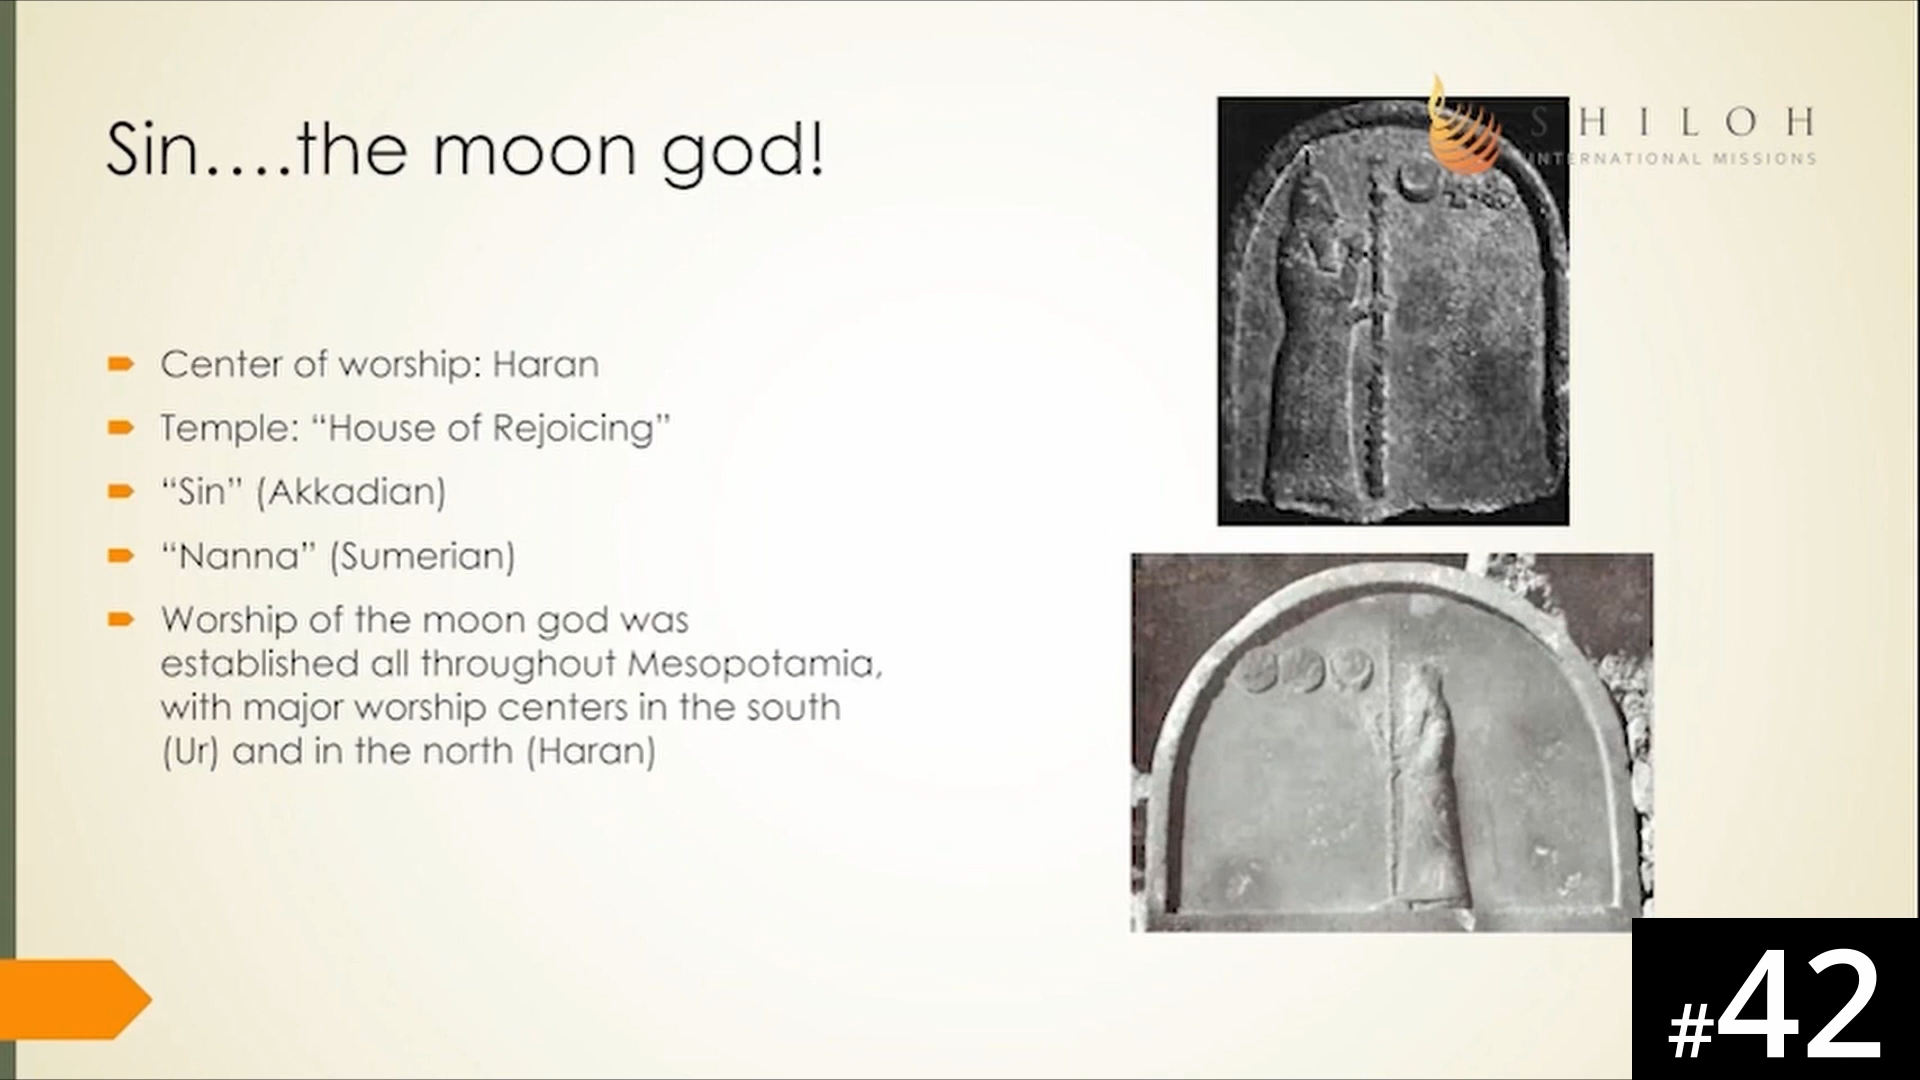 Sin....the moon god!
SHILOH
INTERNATIONAL MISSIONS
Center of worship: Haran
Temple: “House of Rejoicing”
“Sin” (Akkadian)
“Nanna” (Sumerian)
Worship of the moon god was
established all throughout Mesopotamia,
with major worship centers in the south
(Ur) and in the north (Haran)
#42